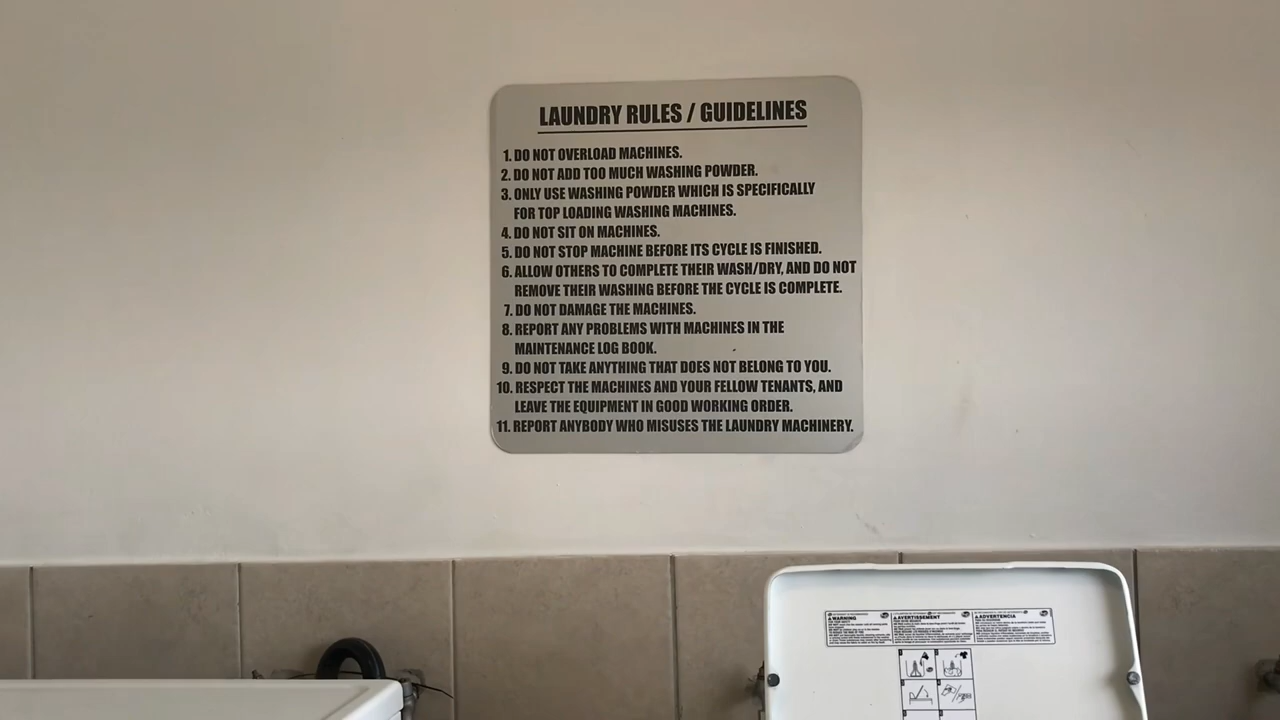 LAUNDRY RULES / GUIDELINES
1. DO NOT OVERLOAD MACHINES.
2. DO NOT ADD TOO MUCH WASHING POWDER.
3. ONLY USE WASHING POWDER WHICH IS SPECIFICALLY
FOR TOP LOADING WASHING MACHINES.
4. DO NOT SIT ON MACHINES.
5. DO NOT STOP MACHINE BEFORE ITS CYCLE IS FINISHED.
6. ALLOW OTHERS TO COMPLETE THEIR WASH/DRY, AND DO NOT
REMOVE THEIR WASHING BEFORE THE CYCLE IS COMPLETE.
7. DO NOT DAMAGE THE MACHINES.
8. REPORT ANY PROBLEMS WITH MACHINES IN THE
MAINTENANCE LOG BOOK.
9. DO NOT TAKE ANYTHING THAT DOES NOT BELONG TO YOU.
10. RESPECT THE MACHINES AND YOUR FELLOW TENANTS, AND
LEAVE THE EQUIPMENT IN GOOD WORKING ORDER.
11. REPORT ANYBODY WHO MISUSES THE LAUNDRY MACHINERY.
WARNING
AVERTISSEMENT
ADVERTENCIA